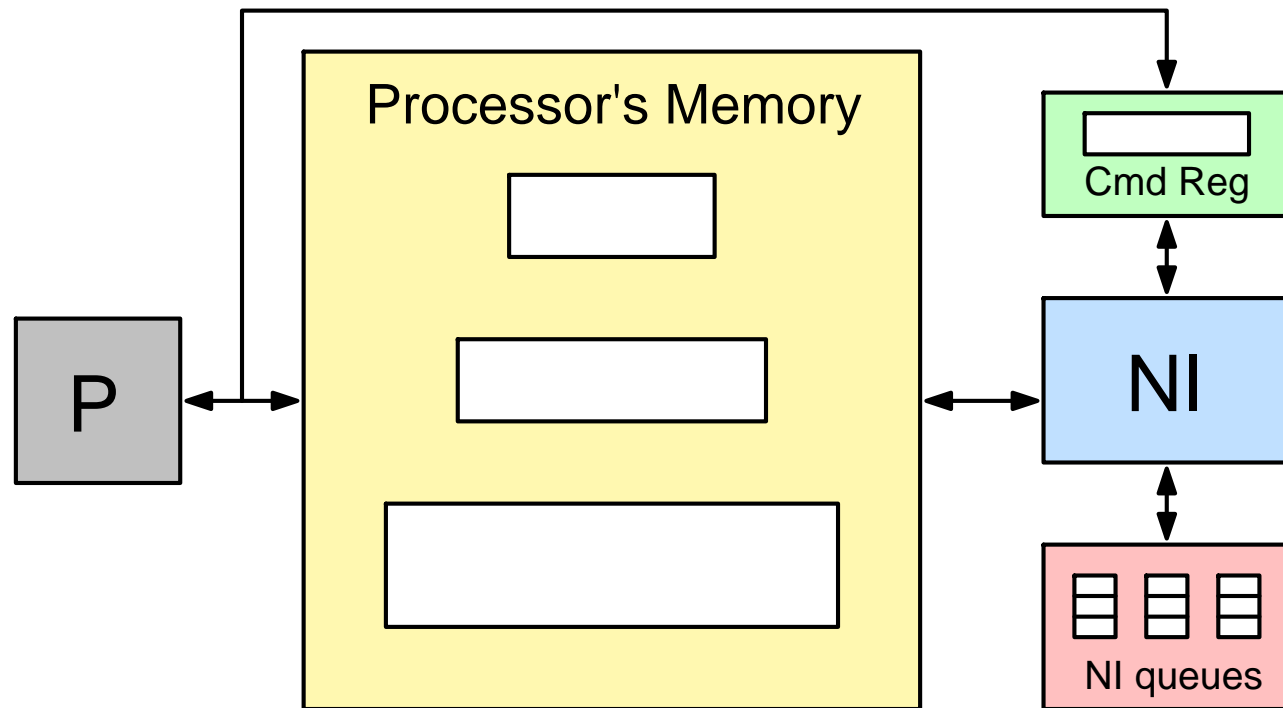 Processor's Memory
Cmd Reg
P
NI
NI queues